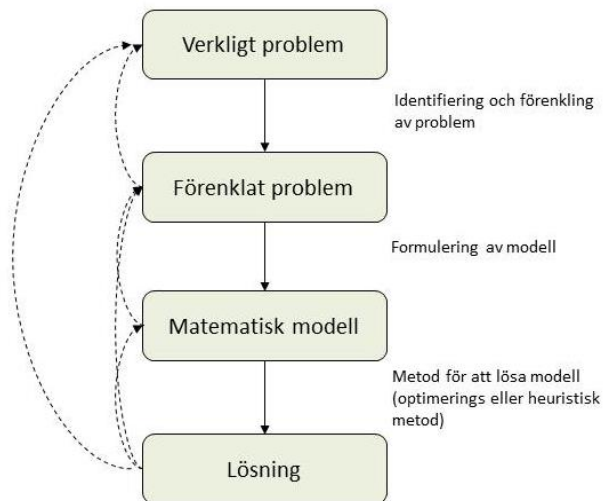 Verkligt problem
Identifiering och förenkling
av problem
Förenklat problem
Formulering av modell
Matematisk modell
Metod för att lösa modell
(optimerings eller heuristisk
metod)
Lösning